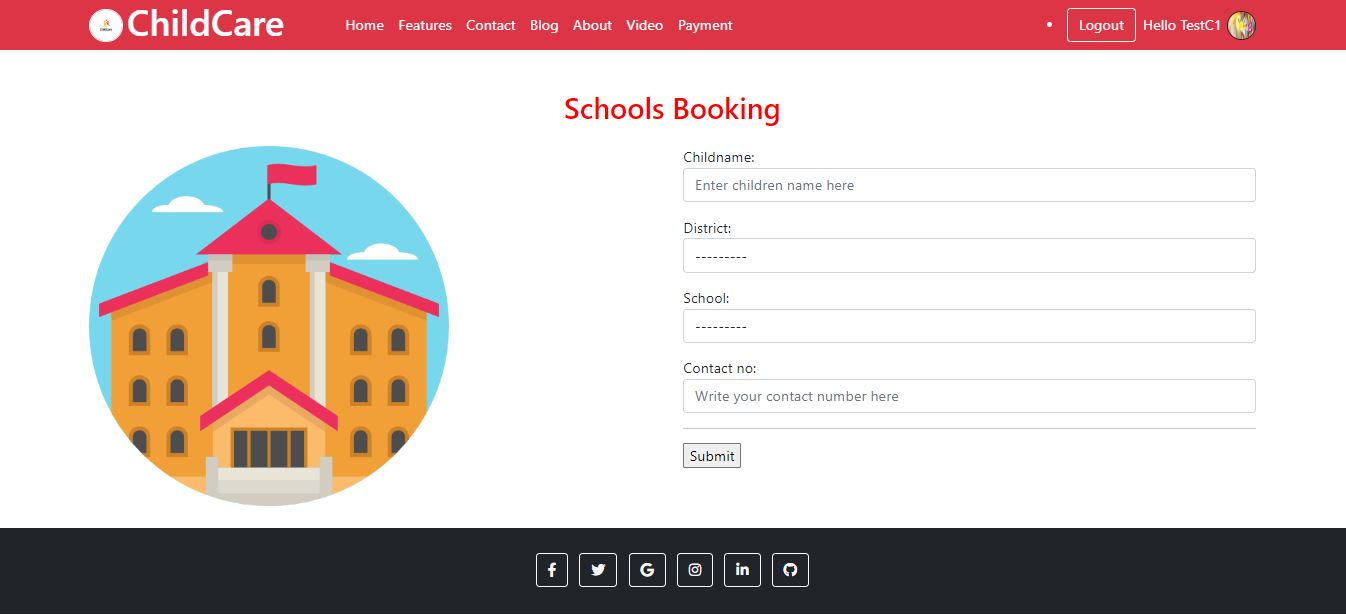 ChildCare Home Features Contact Blog About Video Payment Logout Hello TestC1
Schools Booking
Childname:
Enter children name here
District:
---------
School:
---------
Contact no:
Write your contact number here
Submit